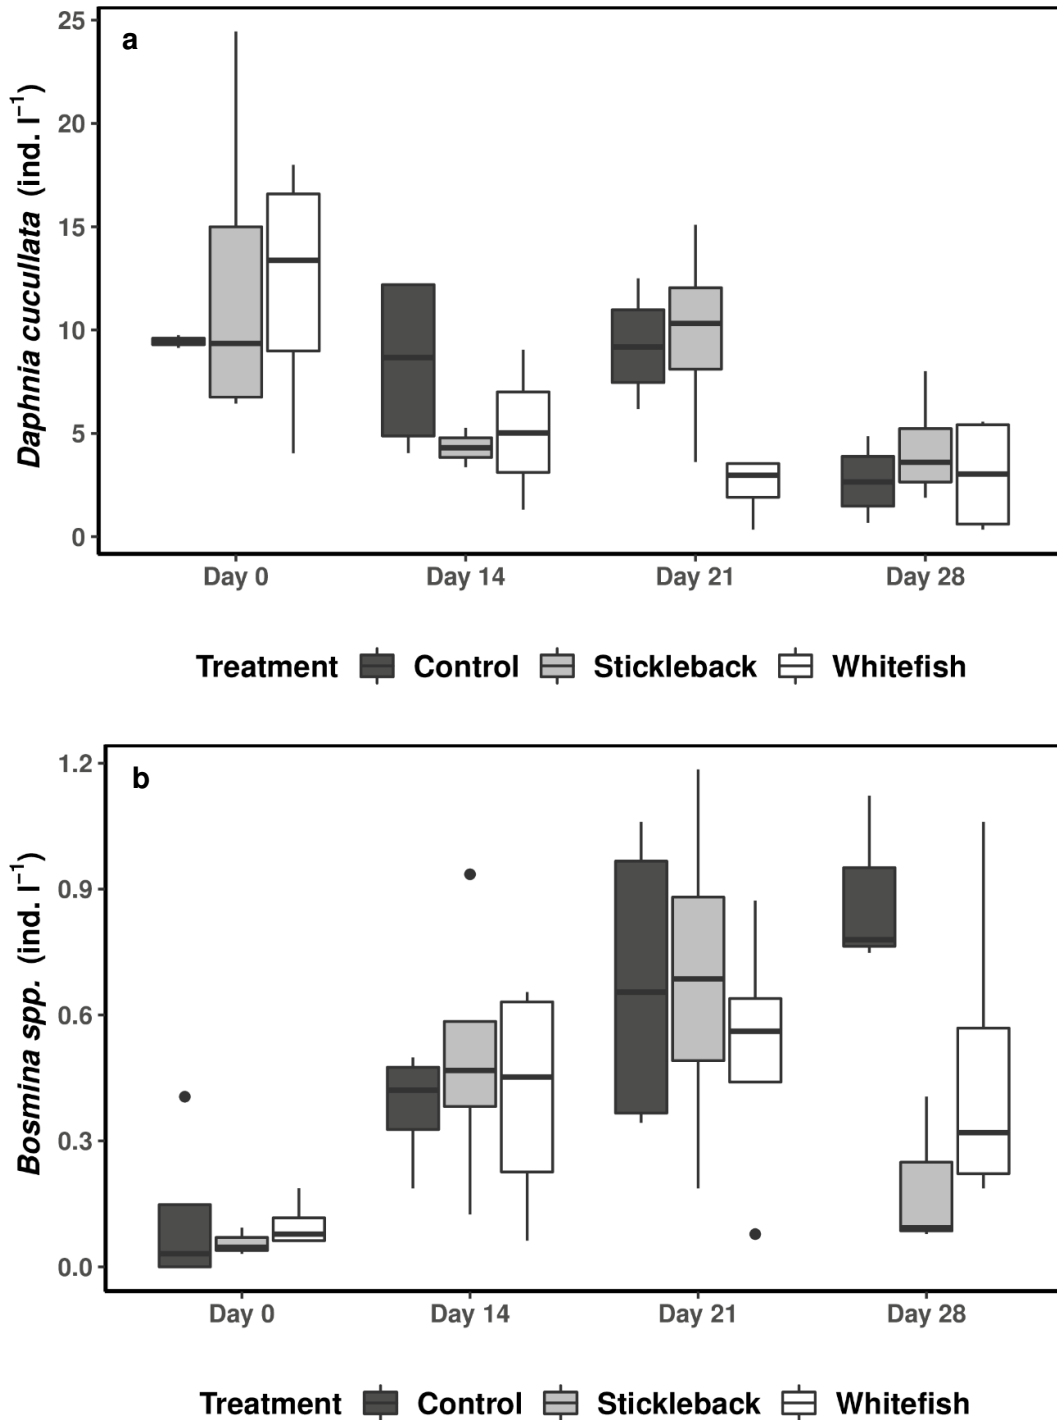 a
Daphnia cucullata (ind. l⁻¹)
25
20
15
10
5
0
Day 0 Day 14 Day 21 Day 28
Treatment Control Stickleback Whitefish
b
Bosmina spp. (ind. l⁻¹)
1.2
0.9
0.6
0.3
0.0
Day 0 Day 14 Day 21 Day 28
Treatment Control Stickleback Whitefish